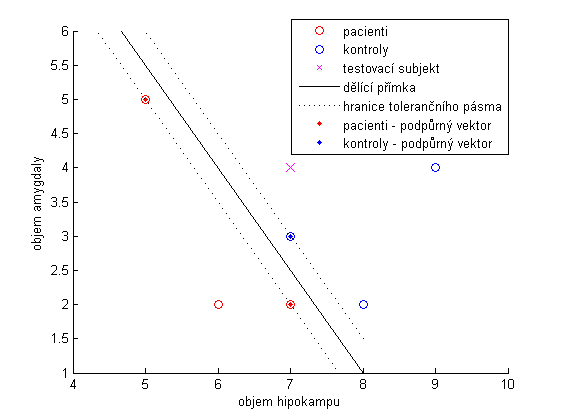 pacienti
kontroly
testovací subjekt
dělící přímka
hranice tolerančního pásma
pacienti - podpůrný vektor
kontroly - podpůrný vektor
objem amygdaly
6
5.5
5
4.5
4
3.5
3
2.5
2
1.5
1
4 5 6 7 8 9 10
objem hipokampu